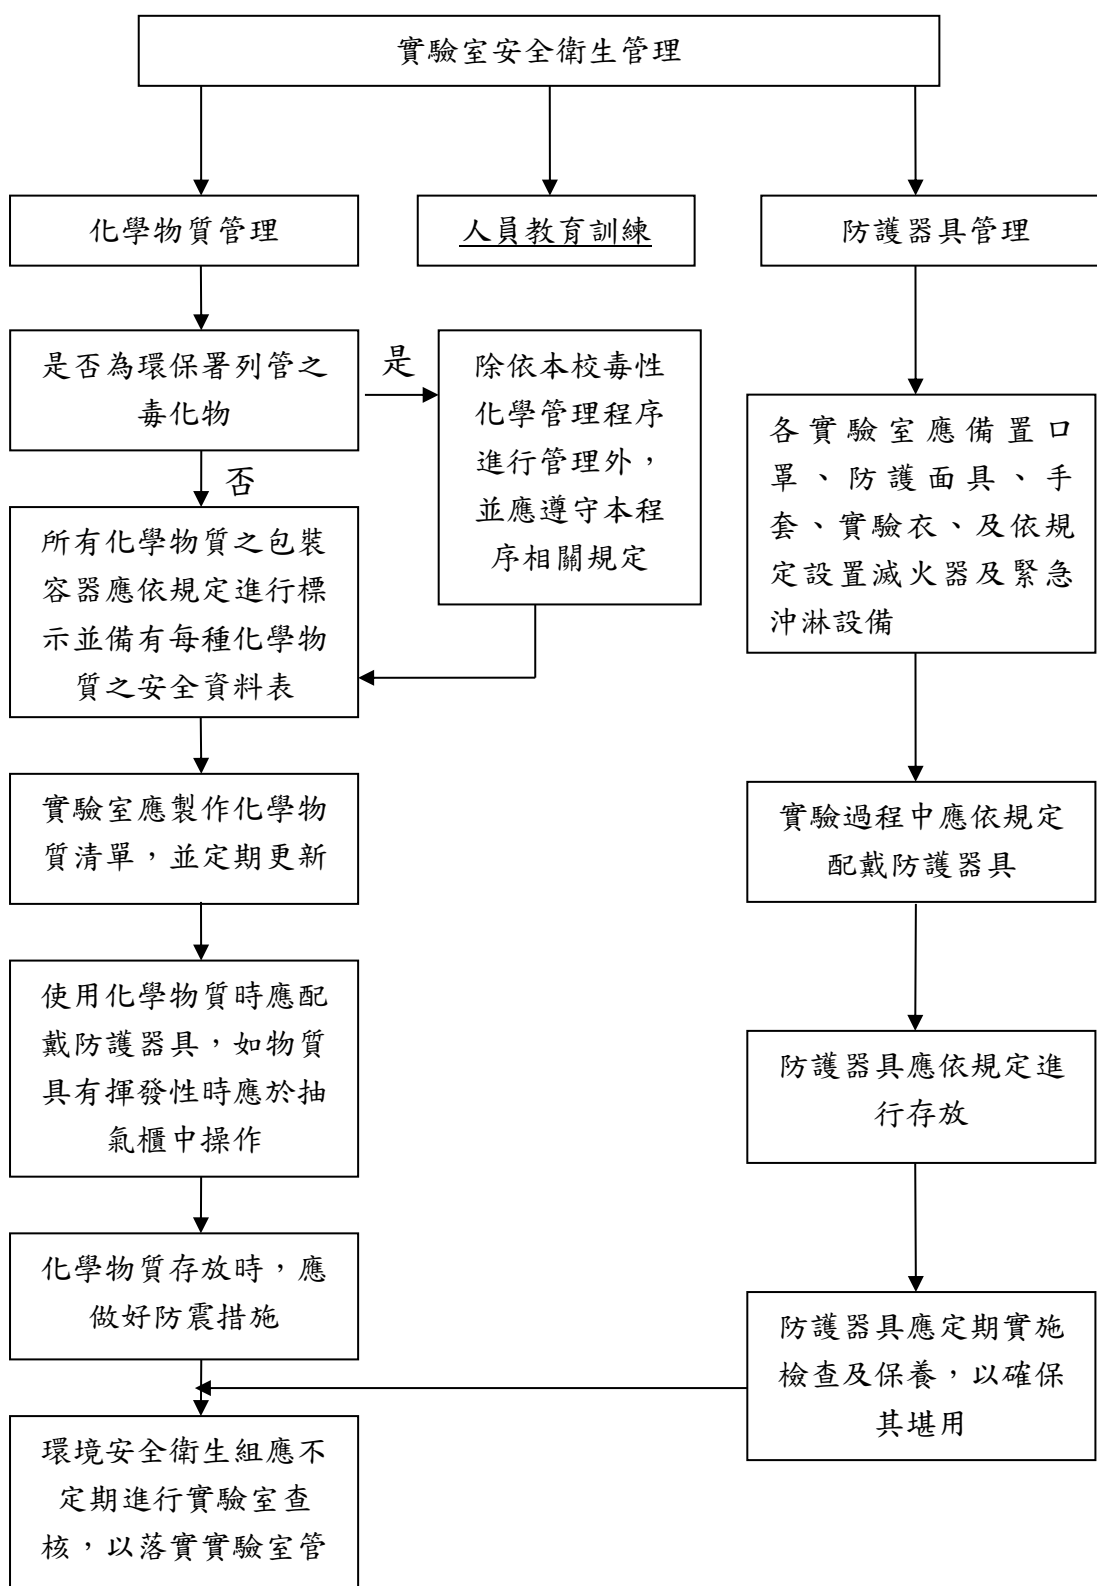 實驗室安全衛生管理
化學物質管理
人員教育訓練
防護器具管理
是否為環保署列管之
毒化物
是
否
除依本校毒性
化學管理程序
進行管理外，
並應遵守本程
序相關規定
所有化學物質之包裝
容器應依規定進行標
示並備有每種化學物
質之安全資料表
實驗室應製作化學物
質清單，並定期更新
使用化學物質時應配
戴防護器具，如物質
具有揮發性時應於抽
氣櫃中操作
化學物質存放時，應
做好防震措施
各實驗室應備置口
罩、防護面具、手
套、實驗衣、及依規
定設置滅火器及緊急
沖淋設備
實驗過程中應依規定
配戴防護器具
防護器具應依規定進
行存放
防護器具應定期實施
檢查及保養，以確保
其堪用
環境安全衛生組應不
定期進行實驗室查
核，以落實實驗室管